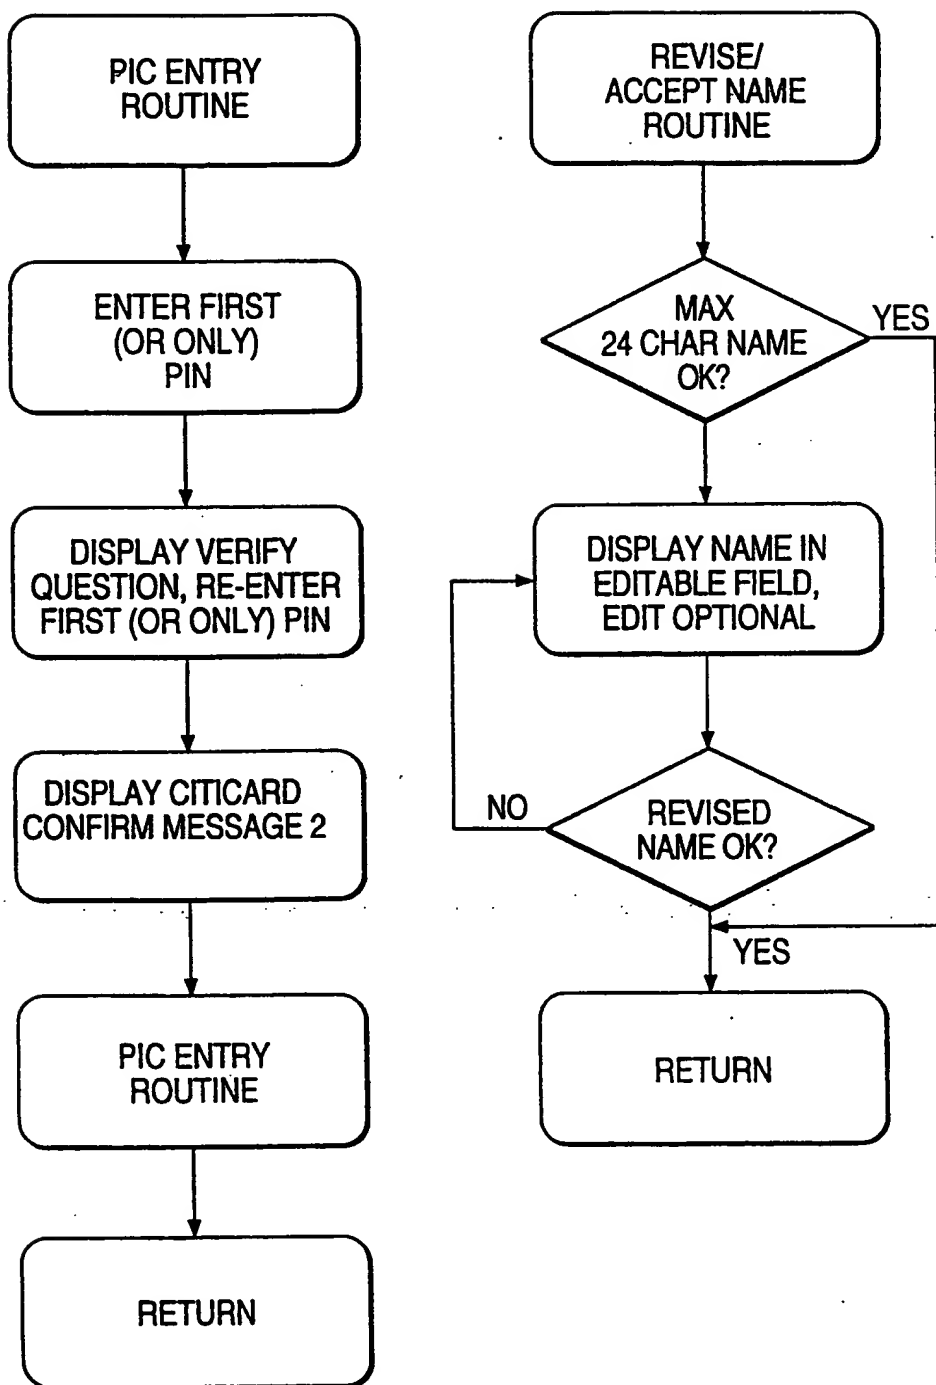 PIC ENTRY
ROUTINE
ENTER FIRST
(OR ONLY)
PIN
DISPLAY VERIFY
QUESTION, RE-ENTER
FIRST (OR ONLY) PIN
DISPLAY CITICARD
CONFIRM MESSAGE 2
PIC ENTRY
ROUTINE
RETURN
REVISE/
ACCEPT NAME
ROUTINE
MAX
24 CHAR NAME
OK?
YES
DISPLAY NAME IN
EDITABLE FIELD,
EDIT OPTIONAL
NO
REVISED
NAME OK?
YES
RETURN